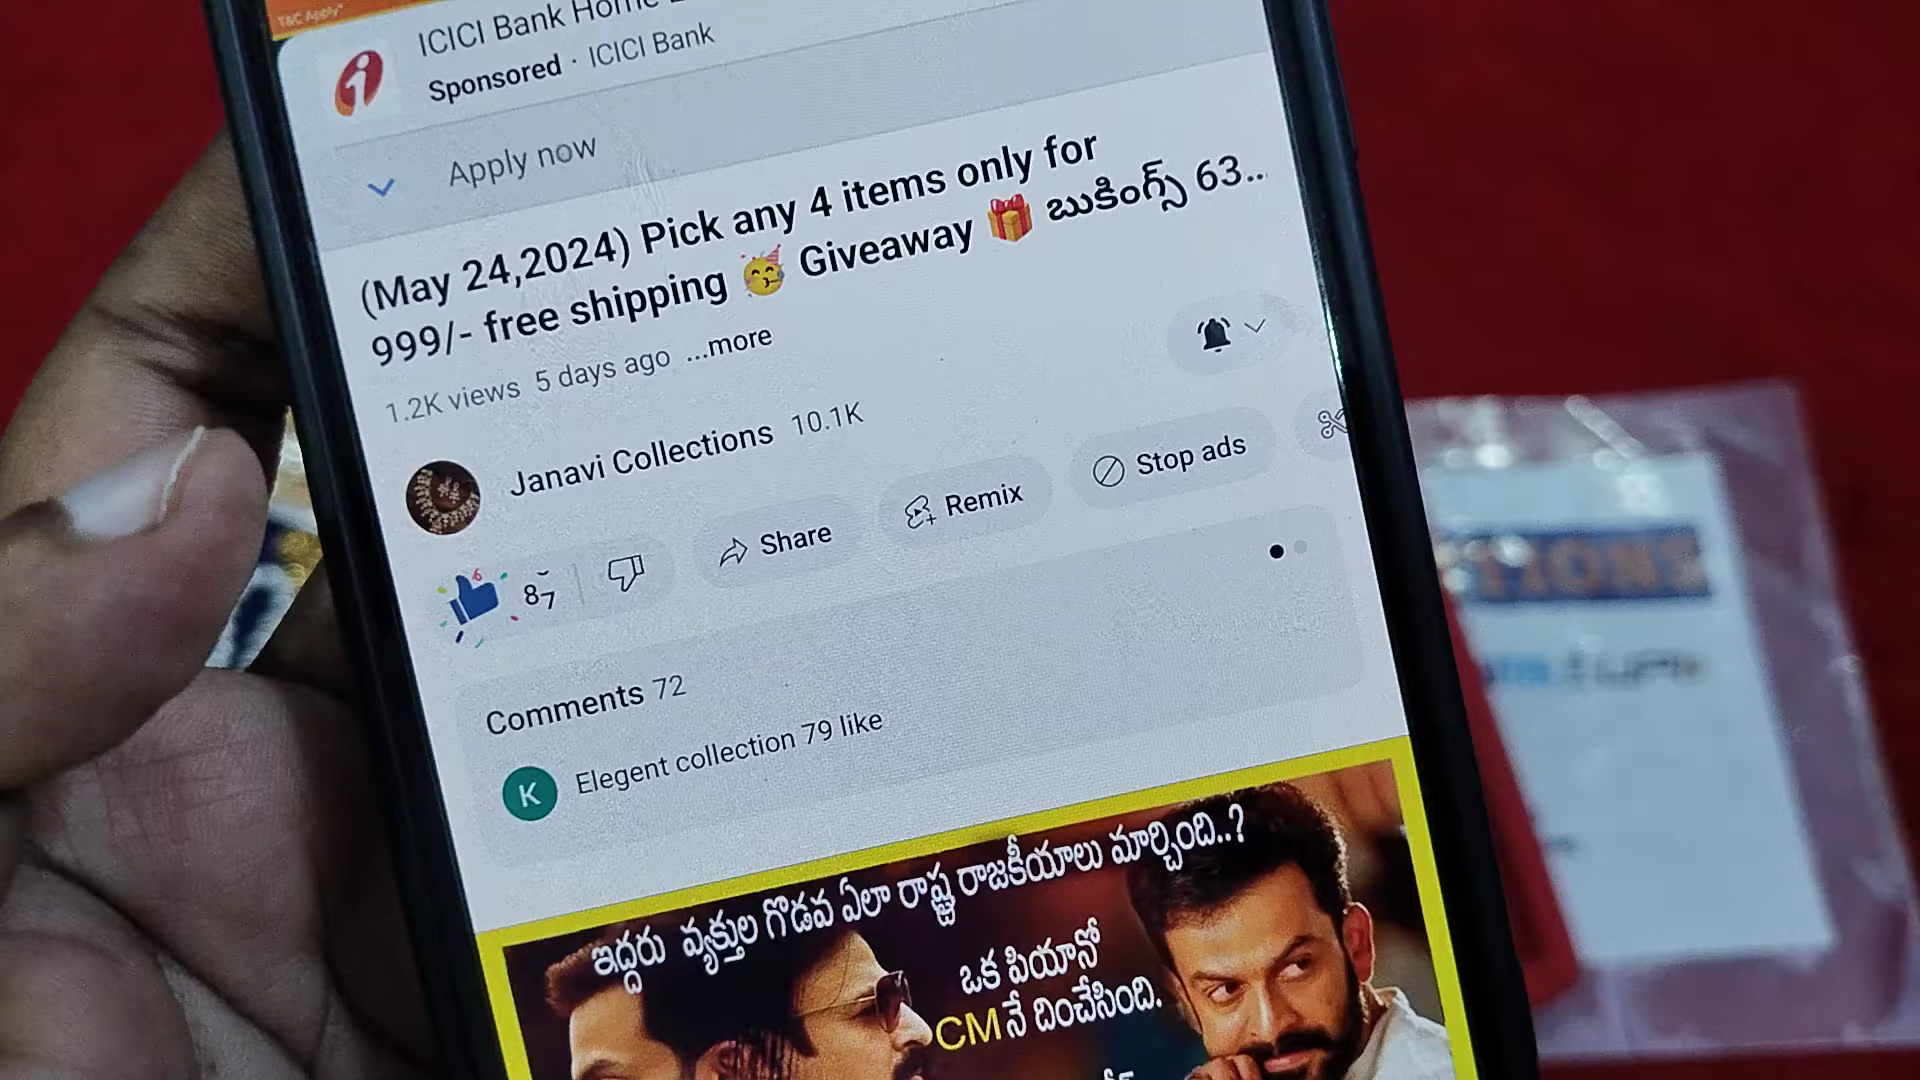 T&C Apply*
ICICI Bank Home
Sponsored · ICICI Bank
Apply now
(May 24,2024) Pick any 4 items only for
999/- free shipping 🥳 Giveaway 🎁 బుకింగ్స్ 63..
1.2K views 5 days ago ...more
Janavi Collections 10.1K
Share
Remix
Stop ads
Comments 72
K
Elegent collection 79 like
ఇద్దరు వ్యక్తుల గొడవ ఏలా రాష్ట్ర రాజకీయాలు మార్చింది..?
ఒక పియానో
CM నే దించేసింది.